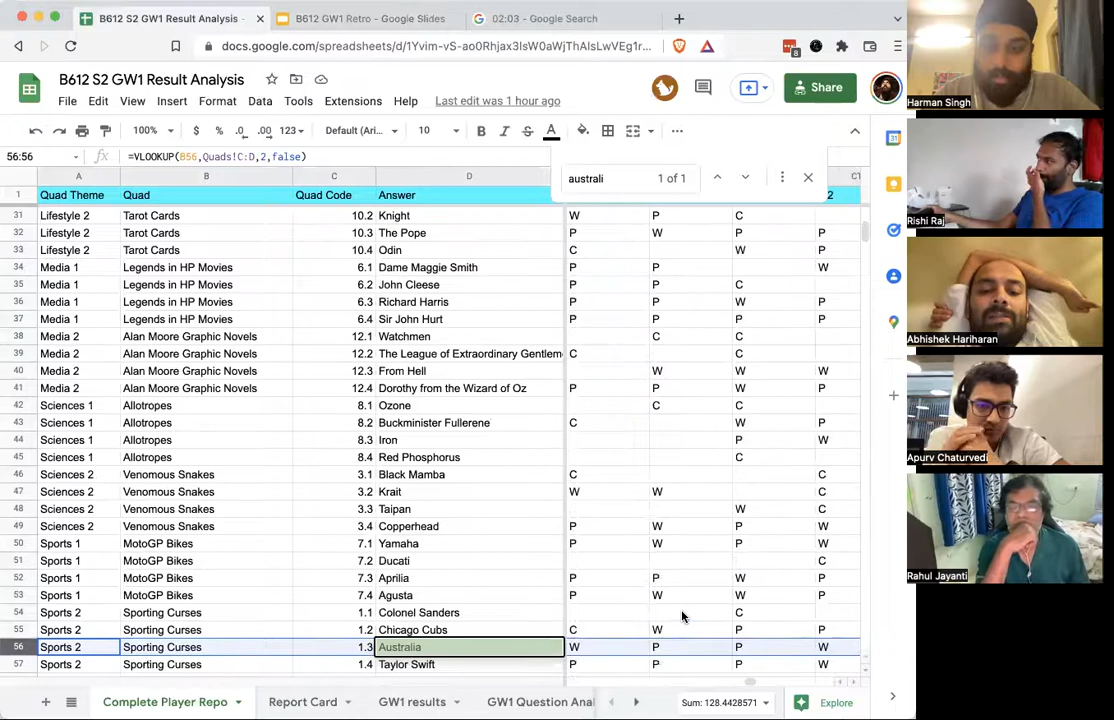 B612 S2 GW1 Result Analysis
B612 GW1 Retro - Google Slides
02:03 - Google Search
docs.google.com/spreadsheets/d/1Yvim-vS-ao0Rhjax3IsW0aWjThAIsLwVEg1r...
B612 S2 GW1 Result Analysis
File Edit View Insert Format Data Tools Extensions Help Last edit was 1 hour ago
Share
100% $ % .0 .00 123 Default (Ari... 10 B I S A
56:56 fx =VLOOKUP(B56,Quads!C:D,2,false)
australi 1 of 1
A B C D
1 Quad Theme Quad Quad Code Answer 2
31 Lifestyle 2 Tarot Cards 10.2 Knight W P C
32 Lifestyle 2 Tarot Cards 10.3 The Pope P W P P
33 Lifestyle 2 Tarot Cards 10.4 Odin C W P
34 Media 1 Legends in HP Movies 6.1 Dame Maggie Smith P P W
35 Media 1 Legends in HP Movies 6.2 John Cleese P P C
36 Media 1 Legends in HP Movies 6.3 Richard Harris P P W P
37 Media 1 Legends in HP Movies 6.4 Sir John Hurt P P P P
38 Media 2 Alan Moore Graphic Novels 12.1 Watchmen C C
39 Media 2 Alan Moore Graphic Novels 12.2 The League of Extraordinary Gentlem C C
40 Media 2 Alan Moore Graphic Novels 12.3 From Hell W W W
41 Media 2 Alan Moore Graphic Novels 12.4 Dorothy from the Wizard of Oz P P W P
42 Sciences 1 Allotropes 8.1 Ozone C C
43 Sciences 1 Allotropes 8.2 Buckminister Fullerene C W P
44 Sciences 1 Allotropes 8.3 Iron P W
45 Sciences 1 Allotropes 8.4 Red Phosphorus C
46 Sciences 2 Venomous Snakes 3.1 Black Mamba C C
47 Sciences 2 Venomous Snakes 3.2 Krait W W C
48 Sciences 2 Venomous Snakes 3.3 Taipan W C
49 Sciences 2 Venomous Snakes 3.4 Copperhead P W P W
50 Sports 1 MotoGP Bikes 7.1 Yamaha P W P W
51 Sports 1 MotoGP Bikes 7.2 Ducati C
52 Sports 1 MotoGP Bikes 7.3 Aprilia P P W P
53 Sports 1 MotoGP Bikes 7.4 Agusta P W W P
54 Sports 2 Sporting Curses 1.1 Colonel Sanders C
55 Sports 2 Sporting Curses 1.2 Chicago Cubs C W P P
56 Sports 2 Sporting Curses 1.3 Australia W P P W
57 Sports 2 Sporting Curses 1.4 Taylor Swift P P P W
Complete Player Repo Report Card GW1 results GW1 Question Anal Sum: 128.4428571 Explore
Harman Singh
Rishi Raj
Abhishek Hariharan
Apurv Chaturvedi
Rahul Jayanti